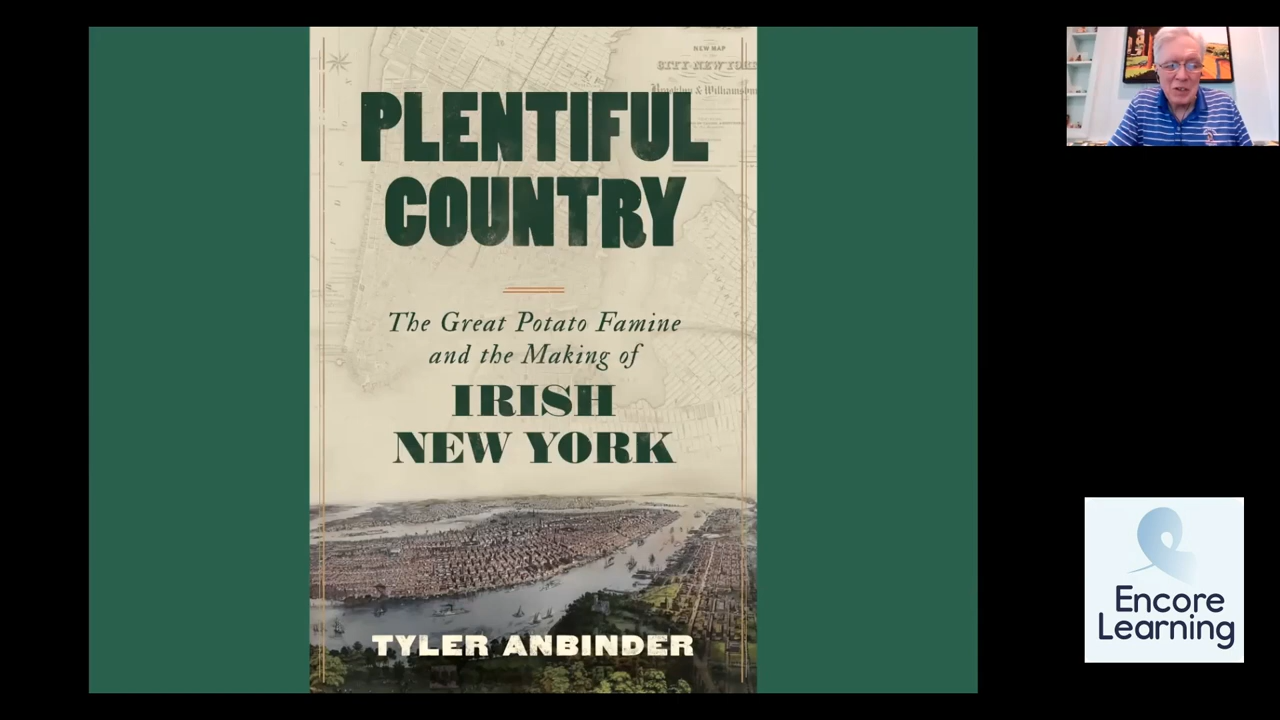 NEW MAP
CITY NEW YORK
Brooklyn & Williamsbur
PLENTIFUL
COUNTRY
The Great Potato Famine
and the Making of
IRISH
NEW YORK
TYLER ANBINDER
Encore
Learning